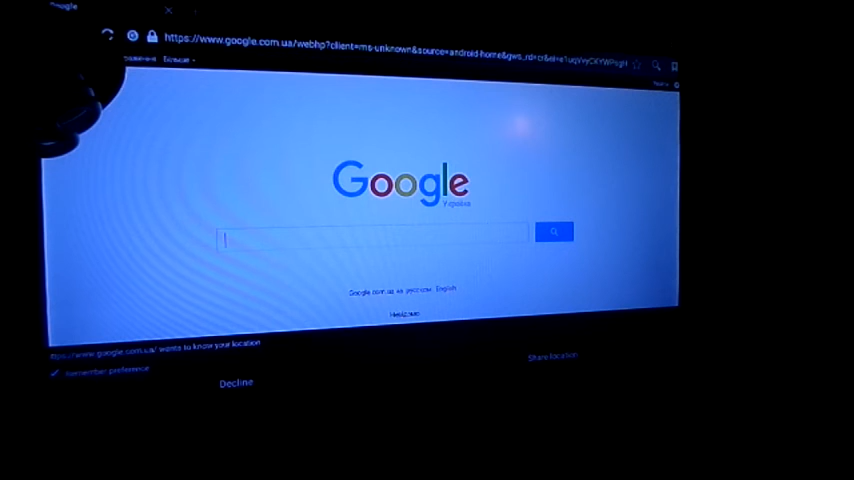 Google
https://www.google.com.ua/webhp?client=ms-unknown&source=android-home&gws_rd=cr&ei=
Google
Україна
Google.com.ua на русском English
Невідомо
https://www.google.com.ua/ wants to know your location
Remember preference
Decline
Share location